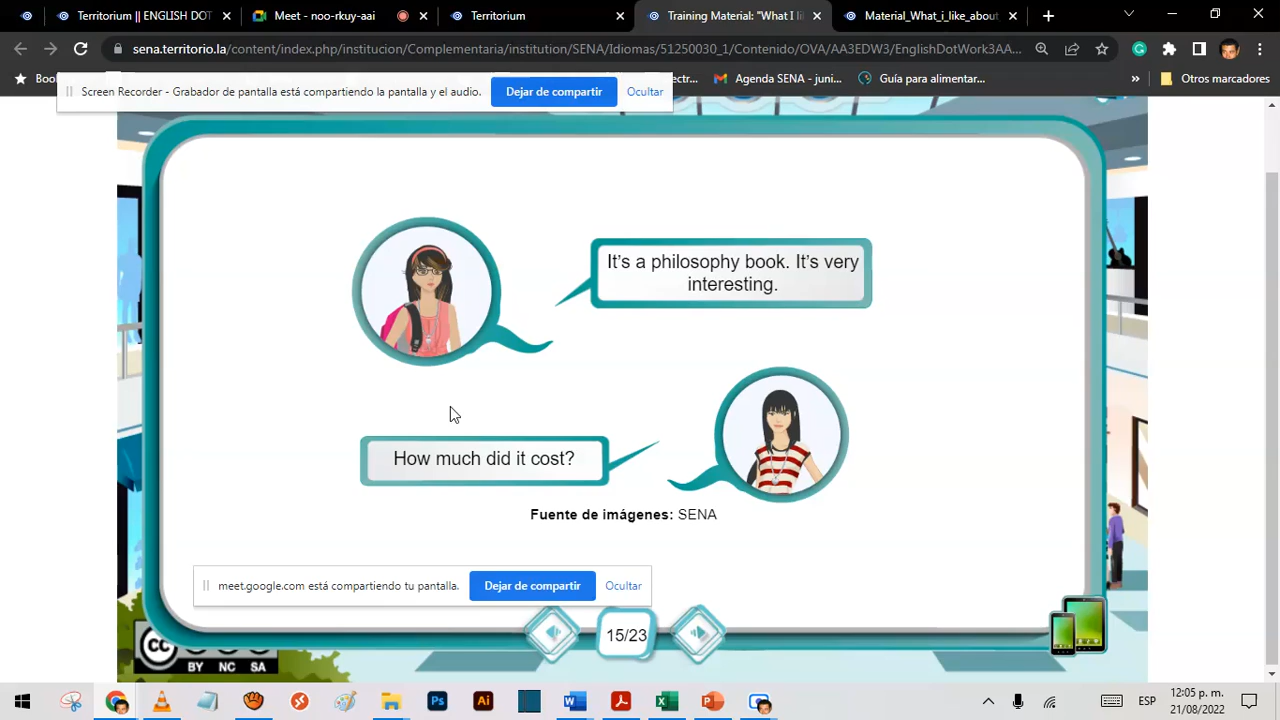 Territorium || ENGLISH DOT
Meet - noo-rkuy-aai
Territorium
Training Material: "What I li
Material_What_i_like_about
sena.territorio.la/content/index.php/institucion/Complementaria/institution/SENA/Idiomas/51250030_1/Contenido/OVA/AA3EDW3/EnglishDotWork3AA...
Agenda SENA - juni...
Guía para alimentar...
»
Otros marcadores
Screen Recorder - Grabador de pantalla está compartiendo la pantalla y el audio.
Dejar de compartir
Ocultar
It's a philosophy book. It's very
interesting.
How much did it cost?
Fuente de imágenes: SENA
meet.google.com está compartiendo tu pantalla.
Dejar de compartir
Ocultar
15/23
cc
BY NC SA
Ps
Ai
ESP
12:05 p. m.
21/08/2022